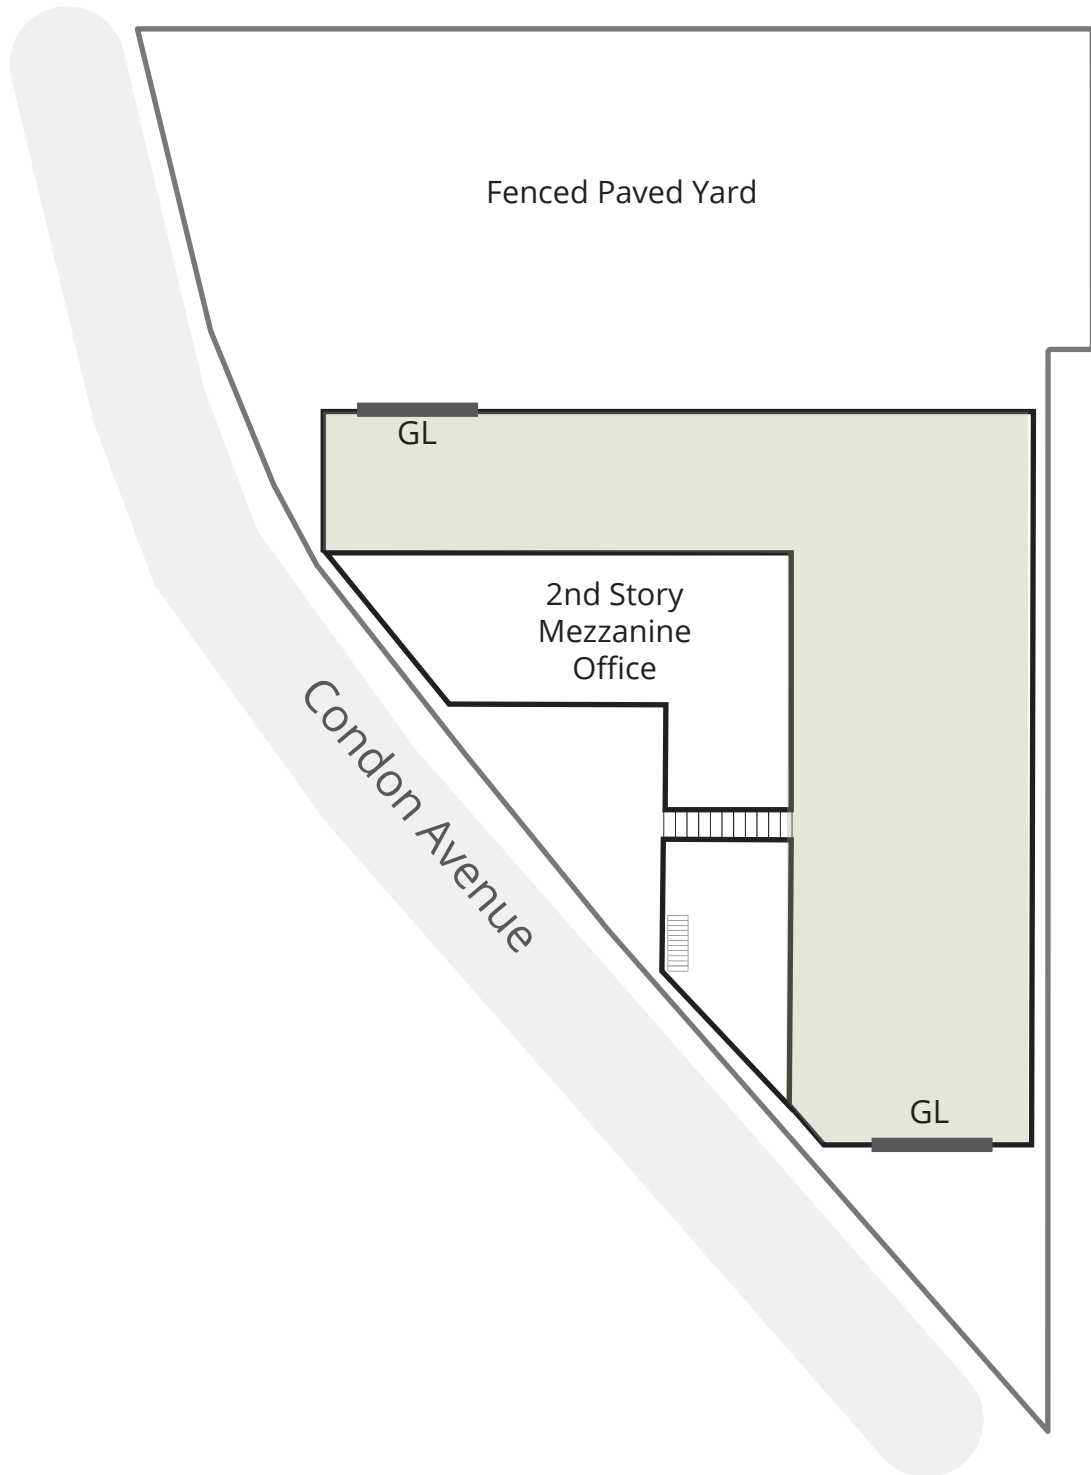 Fenced Paved Yard
GL
2nd Story
Mezzanine
Office
Condon Avenue
GL